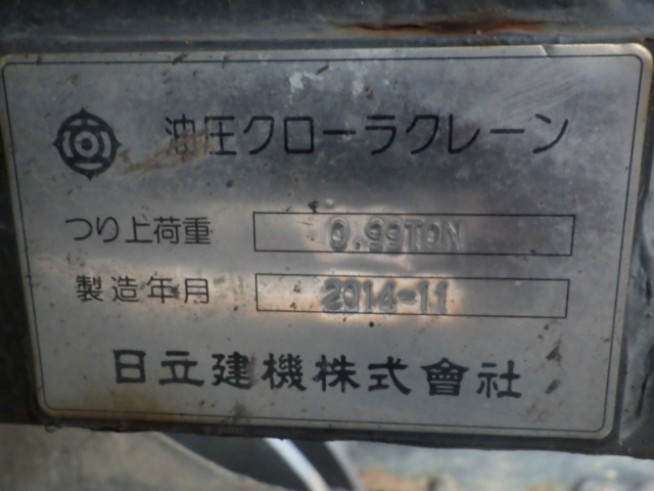 油圧クローラクレーン
つり上荷重 0.99TON
製造年月 2014-11
日立建機株式會社